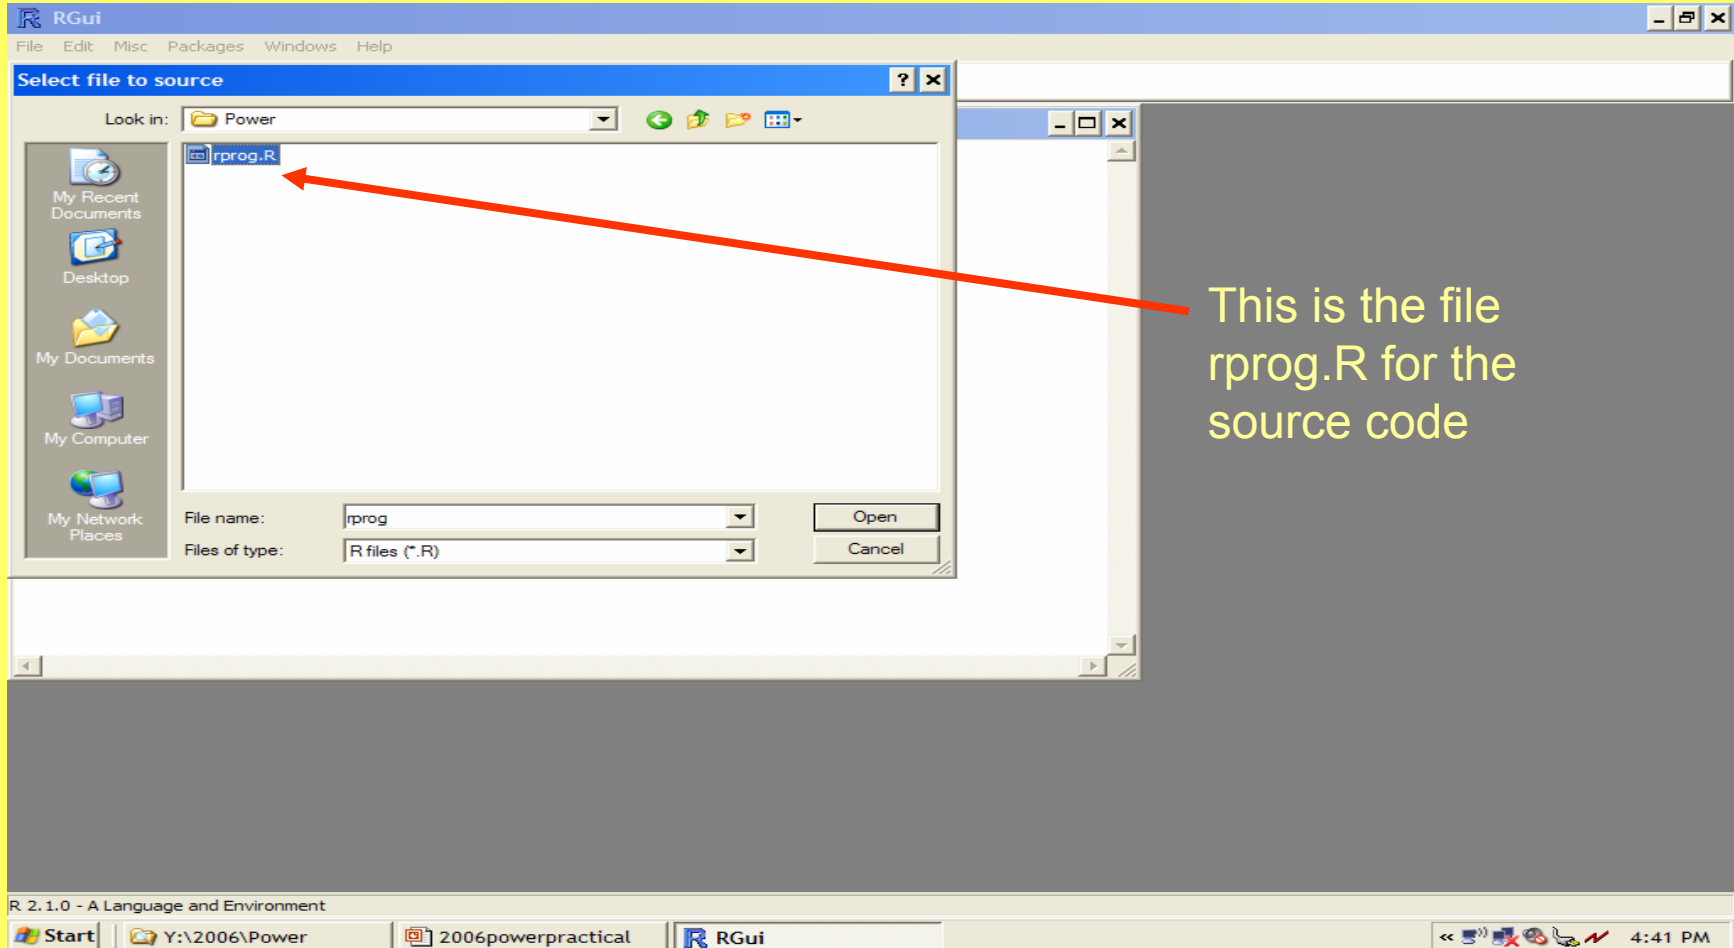 RGui
File Edit Misc Packages Windows Help
Select file to source
Look in: Power
rprog.R
My Recent
Documents
Desktop
My Documents
My Computer
My Network
Places
File name: rprog Open
Files of type: R files (*.R) Cancel
This is the file
rprog.R for the
source code
R 2.1.0 - A Language and Environment
Start Y:\2006\Power 2006powerpractical RGui « 4:41 PM